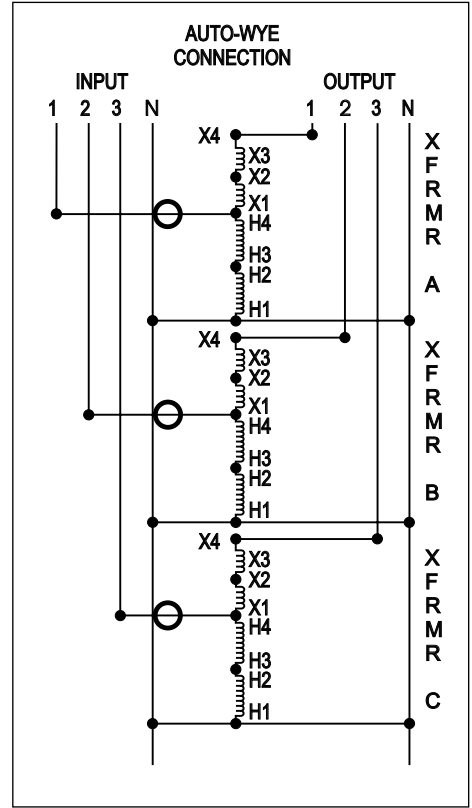 AUTO-WYE
CONNECTION
INPUT OUTPUT
1 2 3 N 1 2 3 N
X4
X3
X2
X1
H4
H3
H2
H1
X
F
R
M
R
A
X4
X3
X2
X1
H4
H3
H2
H1
X
F
R
M
R
B
X4
X3
X2
X1
H4
H3
H2
H1
X
F
R
M
R
C